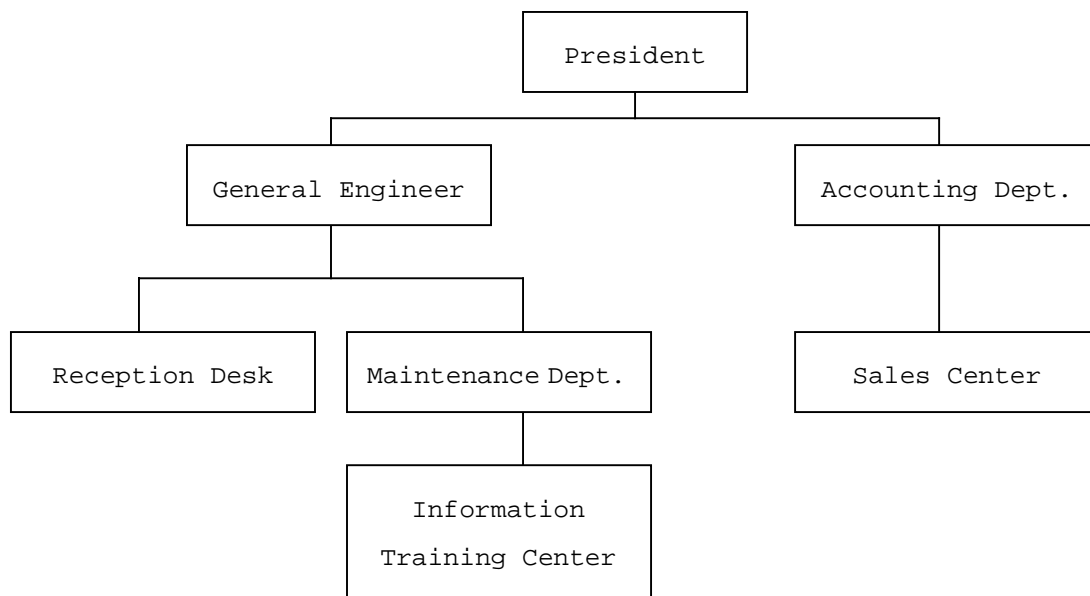 President
General Engineer
Accounting Dept.
Reception Desk
Maintenance Dept.
Sales Center
Information
Training Center